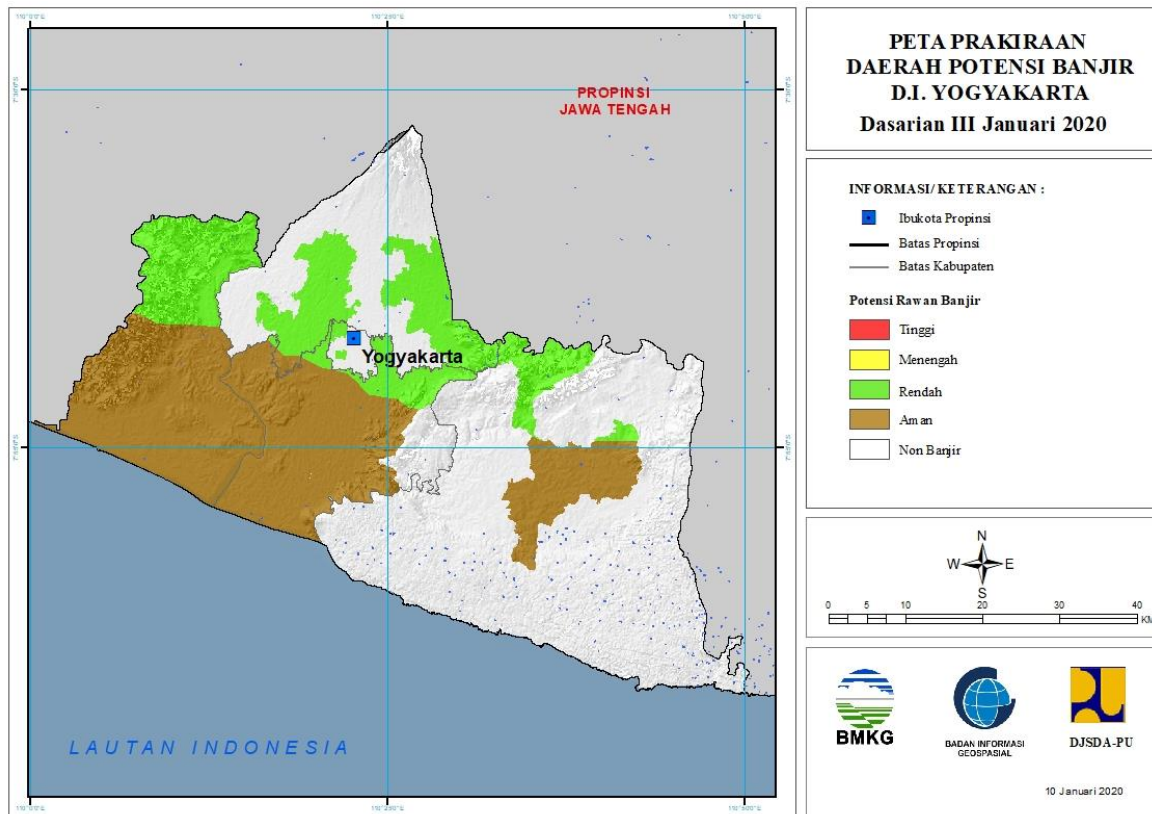 PETA PRAKIRAAN
DAERAH POTENSI BANJIR
D.I. YOGYAKARTA
Dasarian III Januari 2020
INFORMASI/ KETERANGAN :
Ibukota Propinsi
Batas Propinsi
Batas Kabupaten
Potensi Rawan Banjir
Tinggi
Menengah
Rendah
Aman
Non Banjir
N
W E
S
0 5 10 20 30 40
KM
BMKG
BADAN INFORMASI
GEOSPASIAL
DJSDA-PU
10 Januari 2020
PROPINSI
JAWA TENGAH
Yogyakarta
LAUTAN INDONESIA